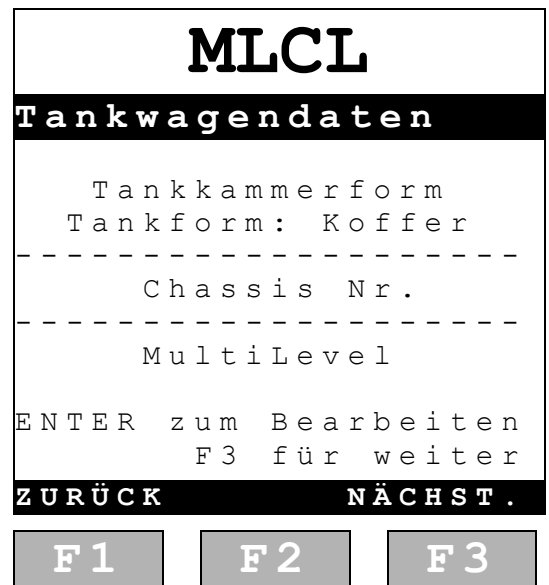 MLCL
Tankwagendaten
Tankkammerform
Tankform: Koffer
--------------------
Chassis Nr.
--------------------
MultiLevel
ENTER zum Bearbeiten
F3 für weiter
ZURÜCK NÄCHST.
F1 F2 F3